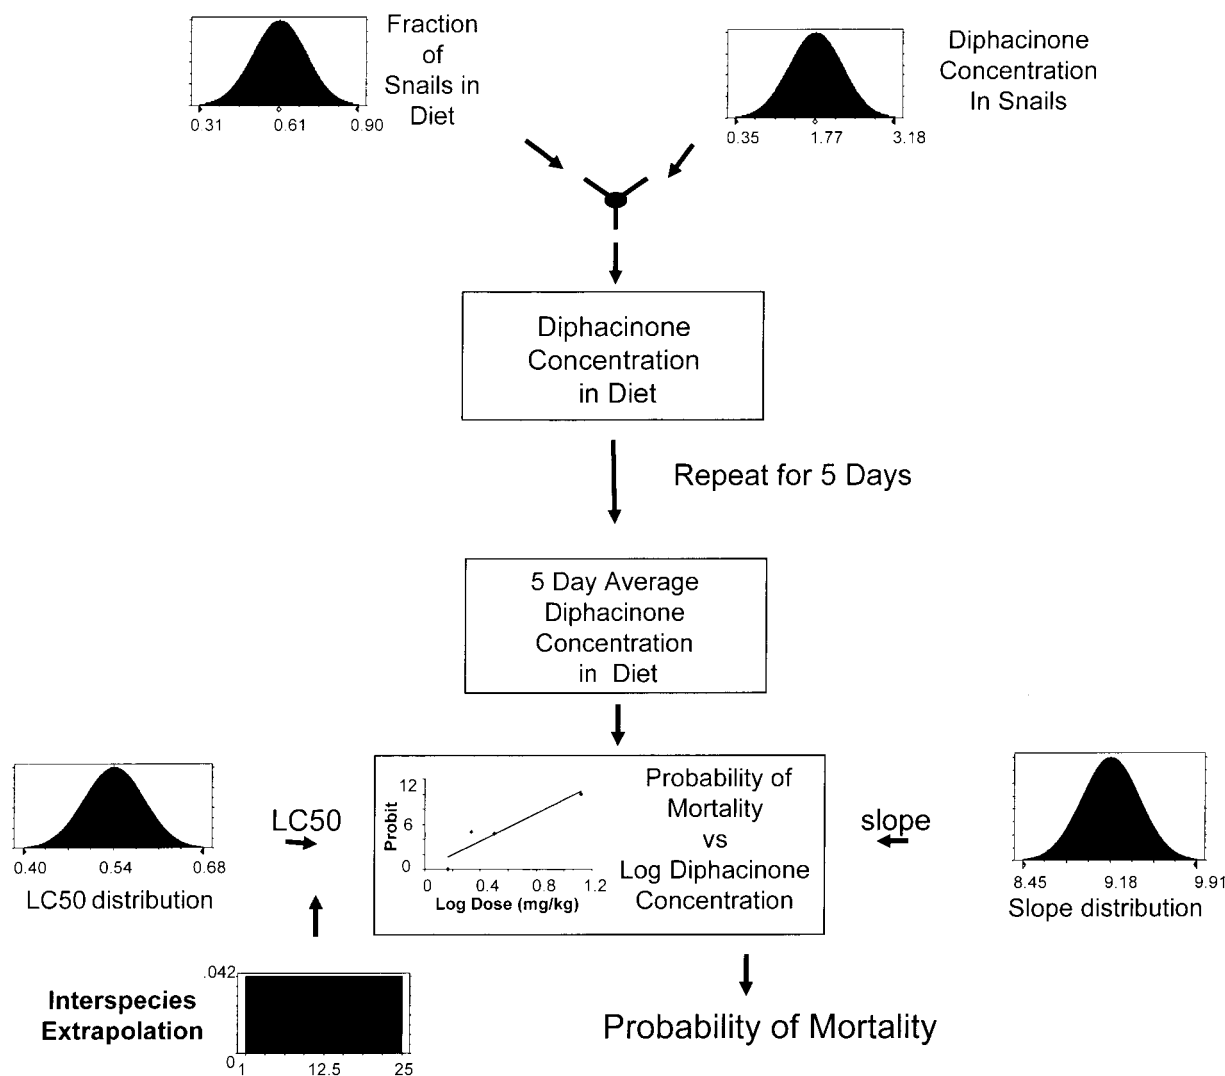 Fraction
of
Snails in
Diet
0.31 0.61 0.90
Diphacinone
Concentration
In Snails
0.35 1.77 3.18
Diphacinone
Concentration
in Diet
Repeat for 5 Days
5 Day Average
Diphacinone
Concentration
in Diet
0.40 0.54 0.68
LC50 distribution
LC50
12
6
0
Probit
0 0.4 0.8 1.2
Log Dose (mg/kg)
Probability of
Mortality
vs
Log Diphacinone
Concentration
slope
8.45 9.18 9.91
Slope distribution
Interspecies
Extrapolation
.042
0
1 12.5 25
Probability of Mortality